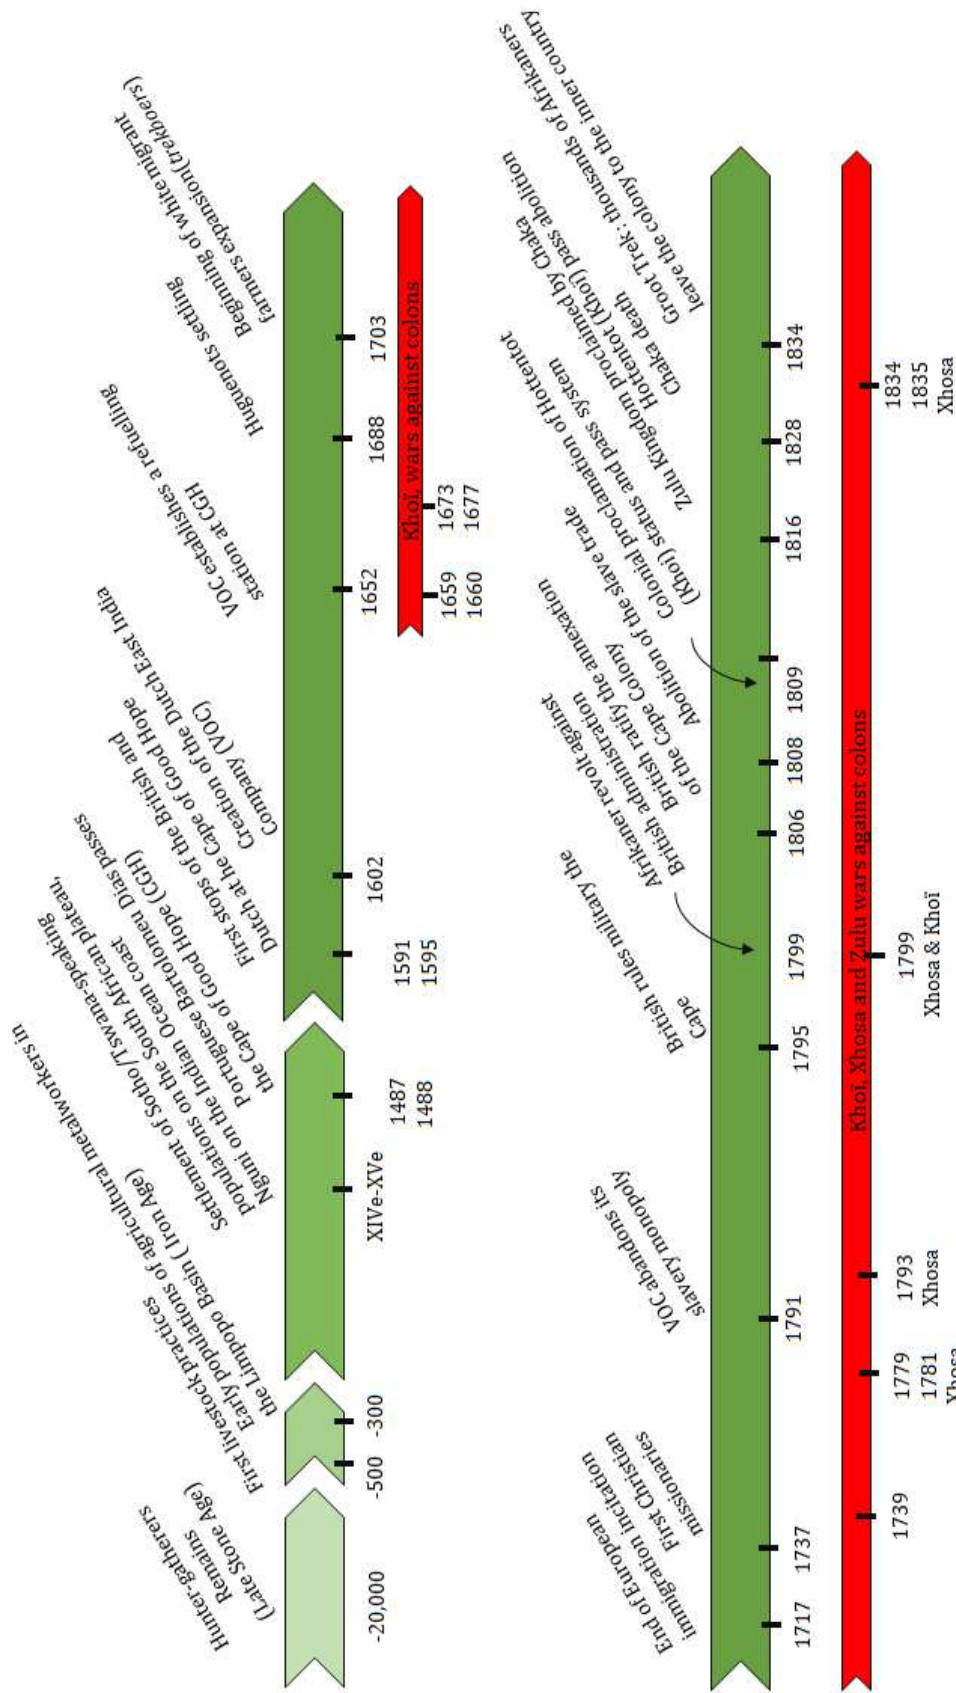 Hunter-gatherers
Remains
(Late Stone Age)
-20,000
First livestock practices
-500
Early populations of agricultural metalworkers in
the Limpopo Basin ( Iron Age)
-300
Settlement of Sotho/Tswana-speaking
populations on the South African plateau,
Nguni on the Indian Ocean coast
XIVe-XVe
Portuguese Bartolomeu Dias passes
the Cape of Good Hope (CGH)
1487
1488
First stops of the British and
Dutch at he Cape of Good Hope
1591
1595
Creation of the Dutch East India
Company (VOC)
1602
VOC establishes a refuelling
station at CGH
1652
Huguenots settling
1688
Beginning of white migrant
farmers expansion(trekboers)
1703
Khoï, wars against colons
1659
1660
1673
1677
End of European
immigration incitation
1717
First Christian
missionaries
1737
VOC abandons its
slavery monopoly
1791
British rules military the
Cape
1795
Afrikaner revolt against
British administration
1799
British ratify the annexation
of the Cape Colony
1806
Abolition of the slave trade
1808
Colonial proclamation of Hottentot
(Khoi) status and pass system
1809
Zulu Kingdom proclaimed by Chaka
1816
Hottentot (Khoi) pass abolition
Chaka death
1828
Groot Trek : thousands of Afrikaners
leave the colony to the inner country
1834
Khoï, Xhosa and Zulu wars against colons
1739
1779
1781
Xhosa
1793
Xhosa
1799
Xhosa & Khoï
1834
1835
Xhosa